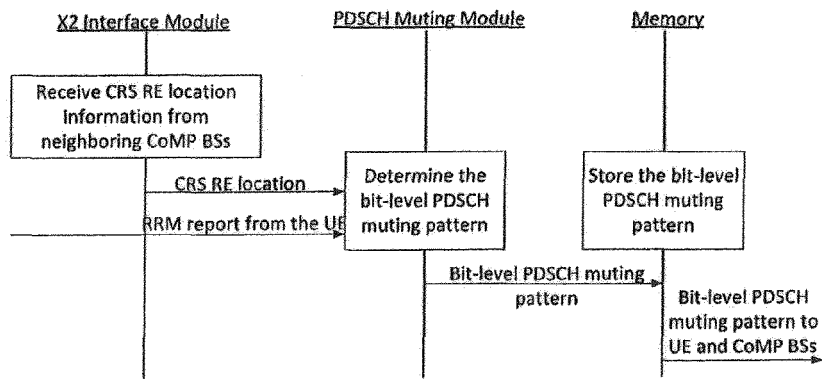 X2 Interface Module
PDSCH Muting Module
Memory
Receive CRS RE location
Information from
neighboring CoMP BSs
CRS RE location
RRM report from the UE
Determine the
bit-level PDSCH
muting pattern
Store the bit-level
PDSCH muting
pattern
Bit-level PDSCH muting
pattern
Bit-level PDSCH
muting pattern to
UE and CoMP BSs